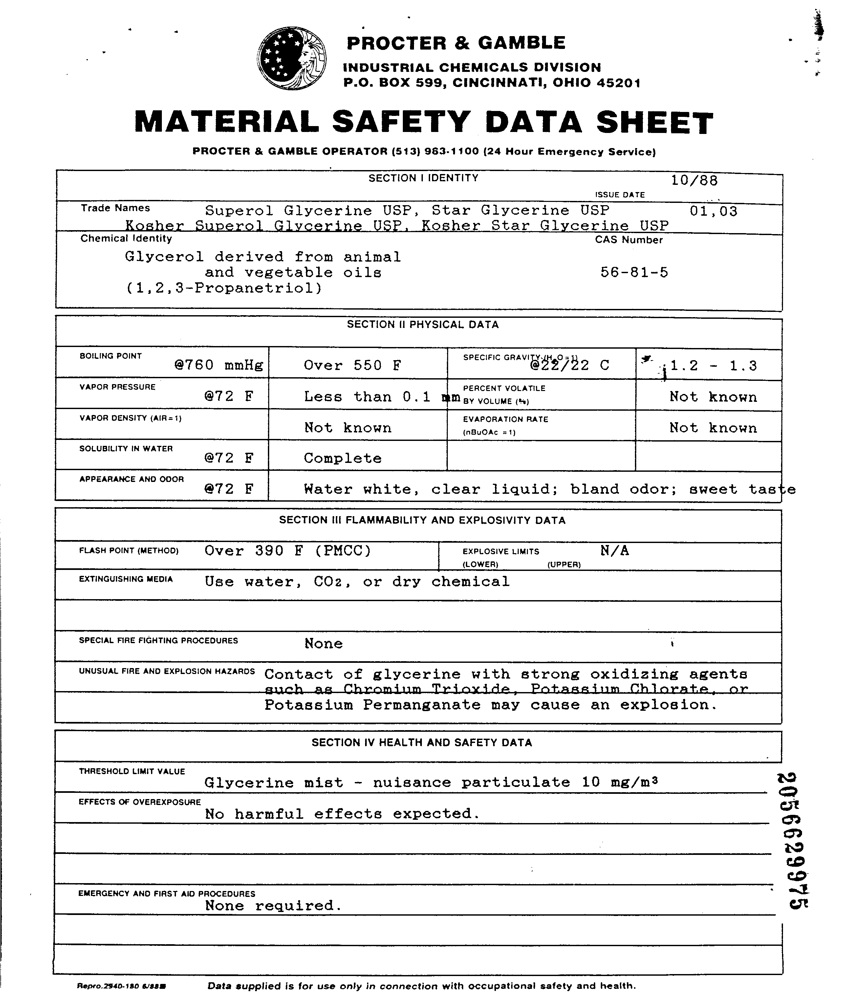 PROCTER & GAMBLE
INDUSTRIAL CHEMICALS DIVISION
P.O. BOX 599, CINCINNATI, OHIO 45201
MATERIAL SAFETY DATA SHEET
PROCTER & GAMBLE OPERATOR (513) 983-1100 (24 Hour Emergency Service)
SECTION I IDENTITY 10/88
ISSUE DATE
Trade Names Superol Glycerine USP, Star Glycerine USP 01,03
Kosher Superol Glycerine USP, Kosher Star Glycerine USP
Chemical Identity CAS Number
Glycerol derived from animal
and vegetable oils 56-81-5
(1,2,3-Propanetriol)
SECTION II PHYSICAL DATA
BOILING POINT @760 mmHg Over 550 F SPECIFIC GRAVITY (H2O=1) @22/22 C 1.2 - 1.3
VAPOR PRESSURE @72 F Less than 0.1 mm PERCENT VOLATILE BY VOLUME (%) Not known
VAPOR DENSITY (AIR=1) Not known EVAPORATION RATE (nBuOAc =1) Not known
SOLUBILITY IN WATER @72 F Complete
APPEARANCE AND ODOR @72 F Water white, clear liquid; bland odor; sweet taste
SECTION III FLAMMABILITY AND EXPLOSIVITY DATA
FLASH POINT (METHOD) Over 390 F (PMCC) EXPLOSIVE LIMITS N/A
(LOWER) (UPPER)
EXTINGUISHING MEDIA Use water, CO2, or dry chemical
SPECIAL FIRE FIGHTING PROCEDURES None
UNUSUAL FIRE AND EXPLOSION HAZARDS Contact of glycerine with strong oxidizing agents
such as Chromium Trioxide, Potassium Chlorate, or
Potassium Permanganate may cause an explosion.
SECTION IV HEALTH AND SAFETY DATA
THRESHOLD LIMIT VALUE
Glycerine mist - nuisance particulate 10 mg/m³
EFFECTS OF OVEREXPOSURE
No harmful effects expected.
EMERGENCY AND FIRST AID PROCEDURES
None required.
2056629975
Repro.2940-180 6/88 Data supplied is for use only in connection with occupational safety and health.